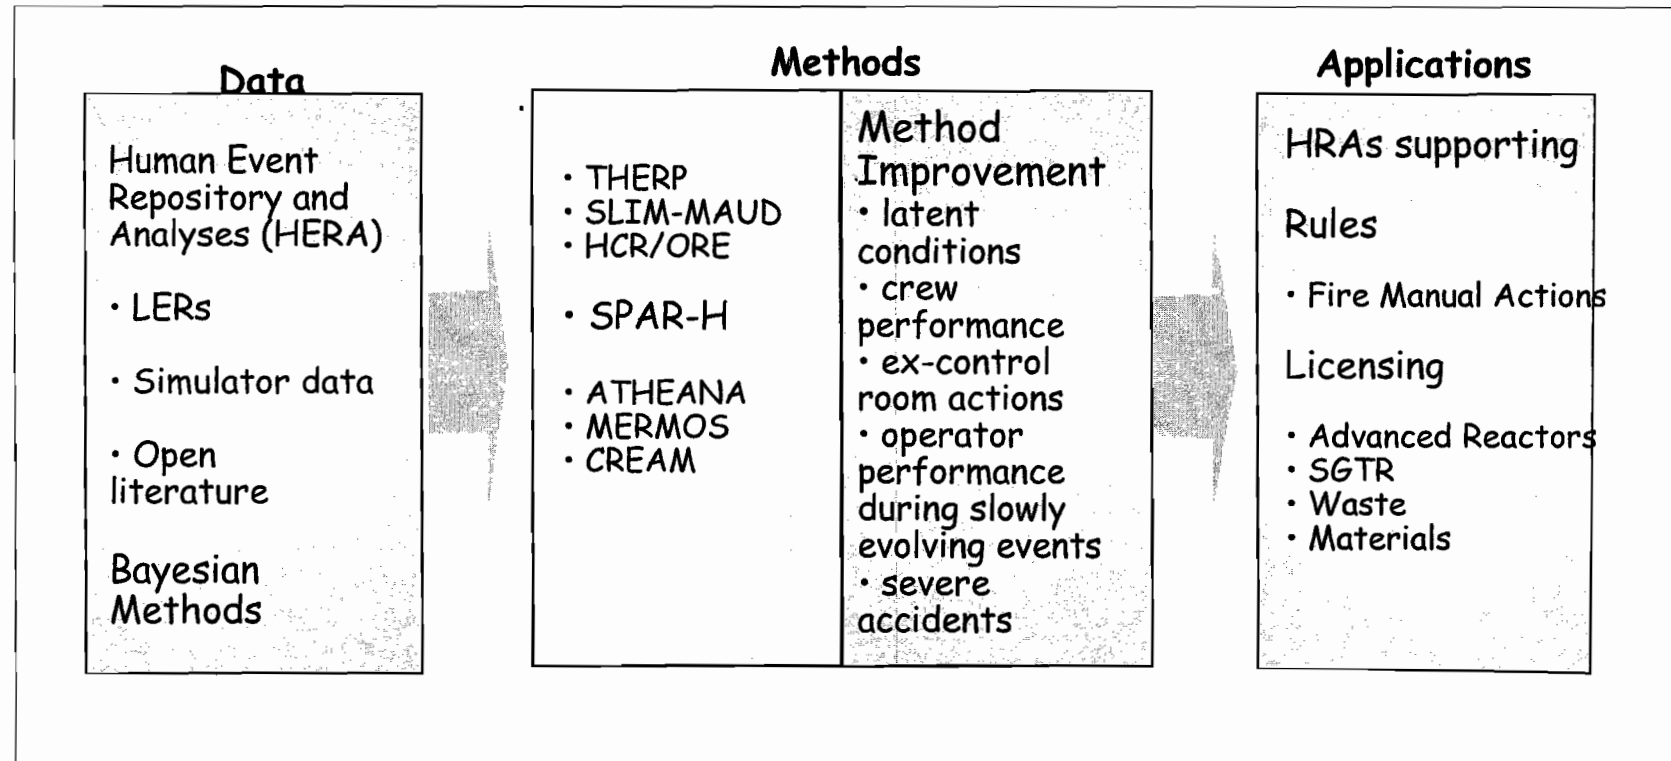 Data
Human Event
Repository and
Analyses (HERA)
• LERs
• Simulator data
• Open
literature
Bayesian
Methods
Methods
• THERP
• SLIM-MAUD
• HCR/ORE
• SPAR-H
• ATHEANA
• MERMOS
• CREAM
Method
Improvement
• latent
conditions
• crew
performance
• ex-control
room actions
• operator
performance
during slowly
evolving events
• severe
accidents
Applications
HRAs supporting
Rules
• Fire Manual Actions
Licensing
• Advanced Reactors
• SGTR
• Waste
• Materials